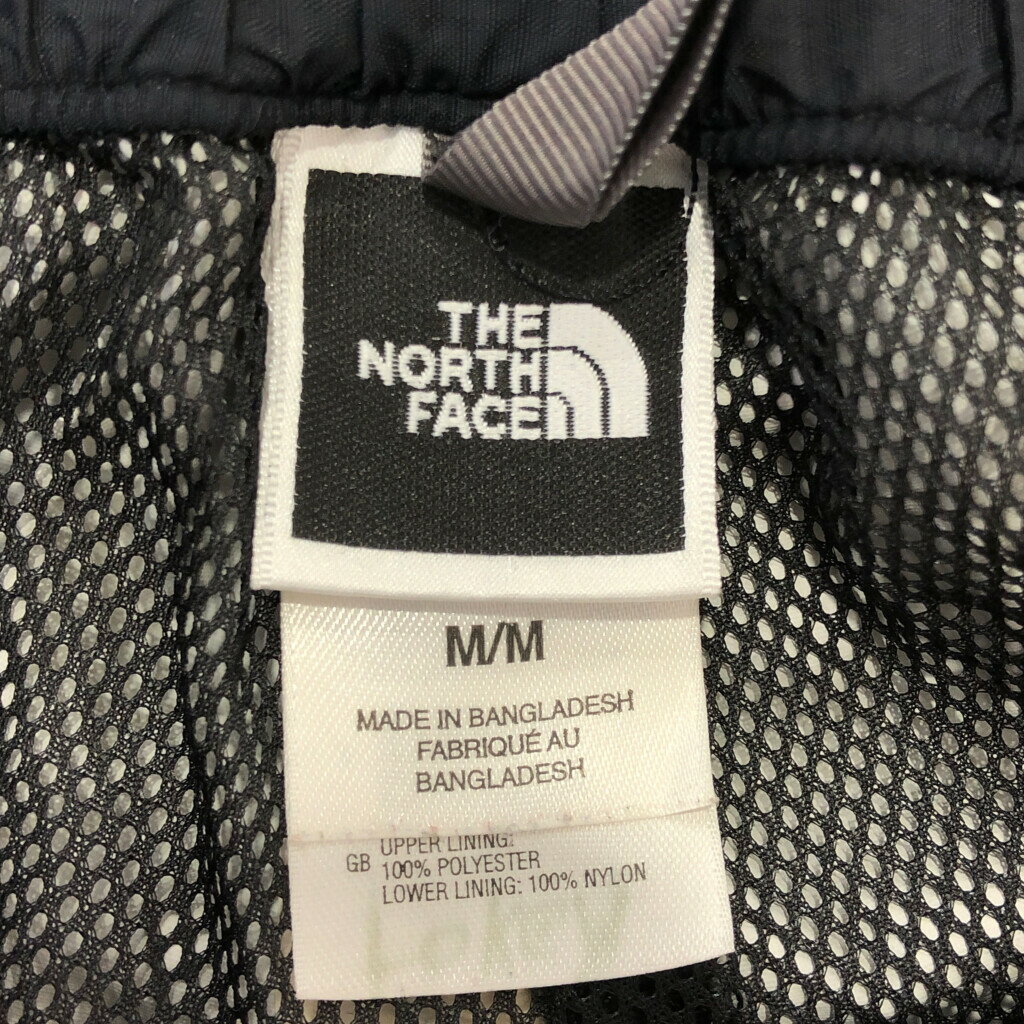 THE
NORTH
FACE
M/M
MADE IN BANGLADESH
FABRIQUÉ AU
BANGLADESH
UPPER LINING:
GB 100% POLYESTER
LOWER LINING: 100% NYLON